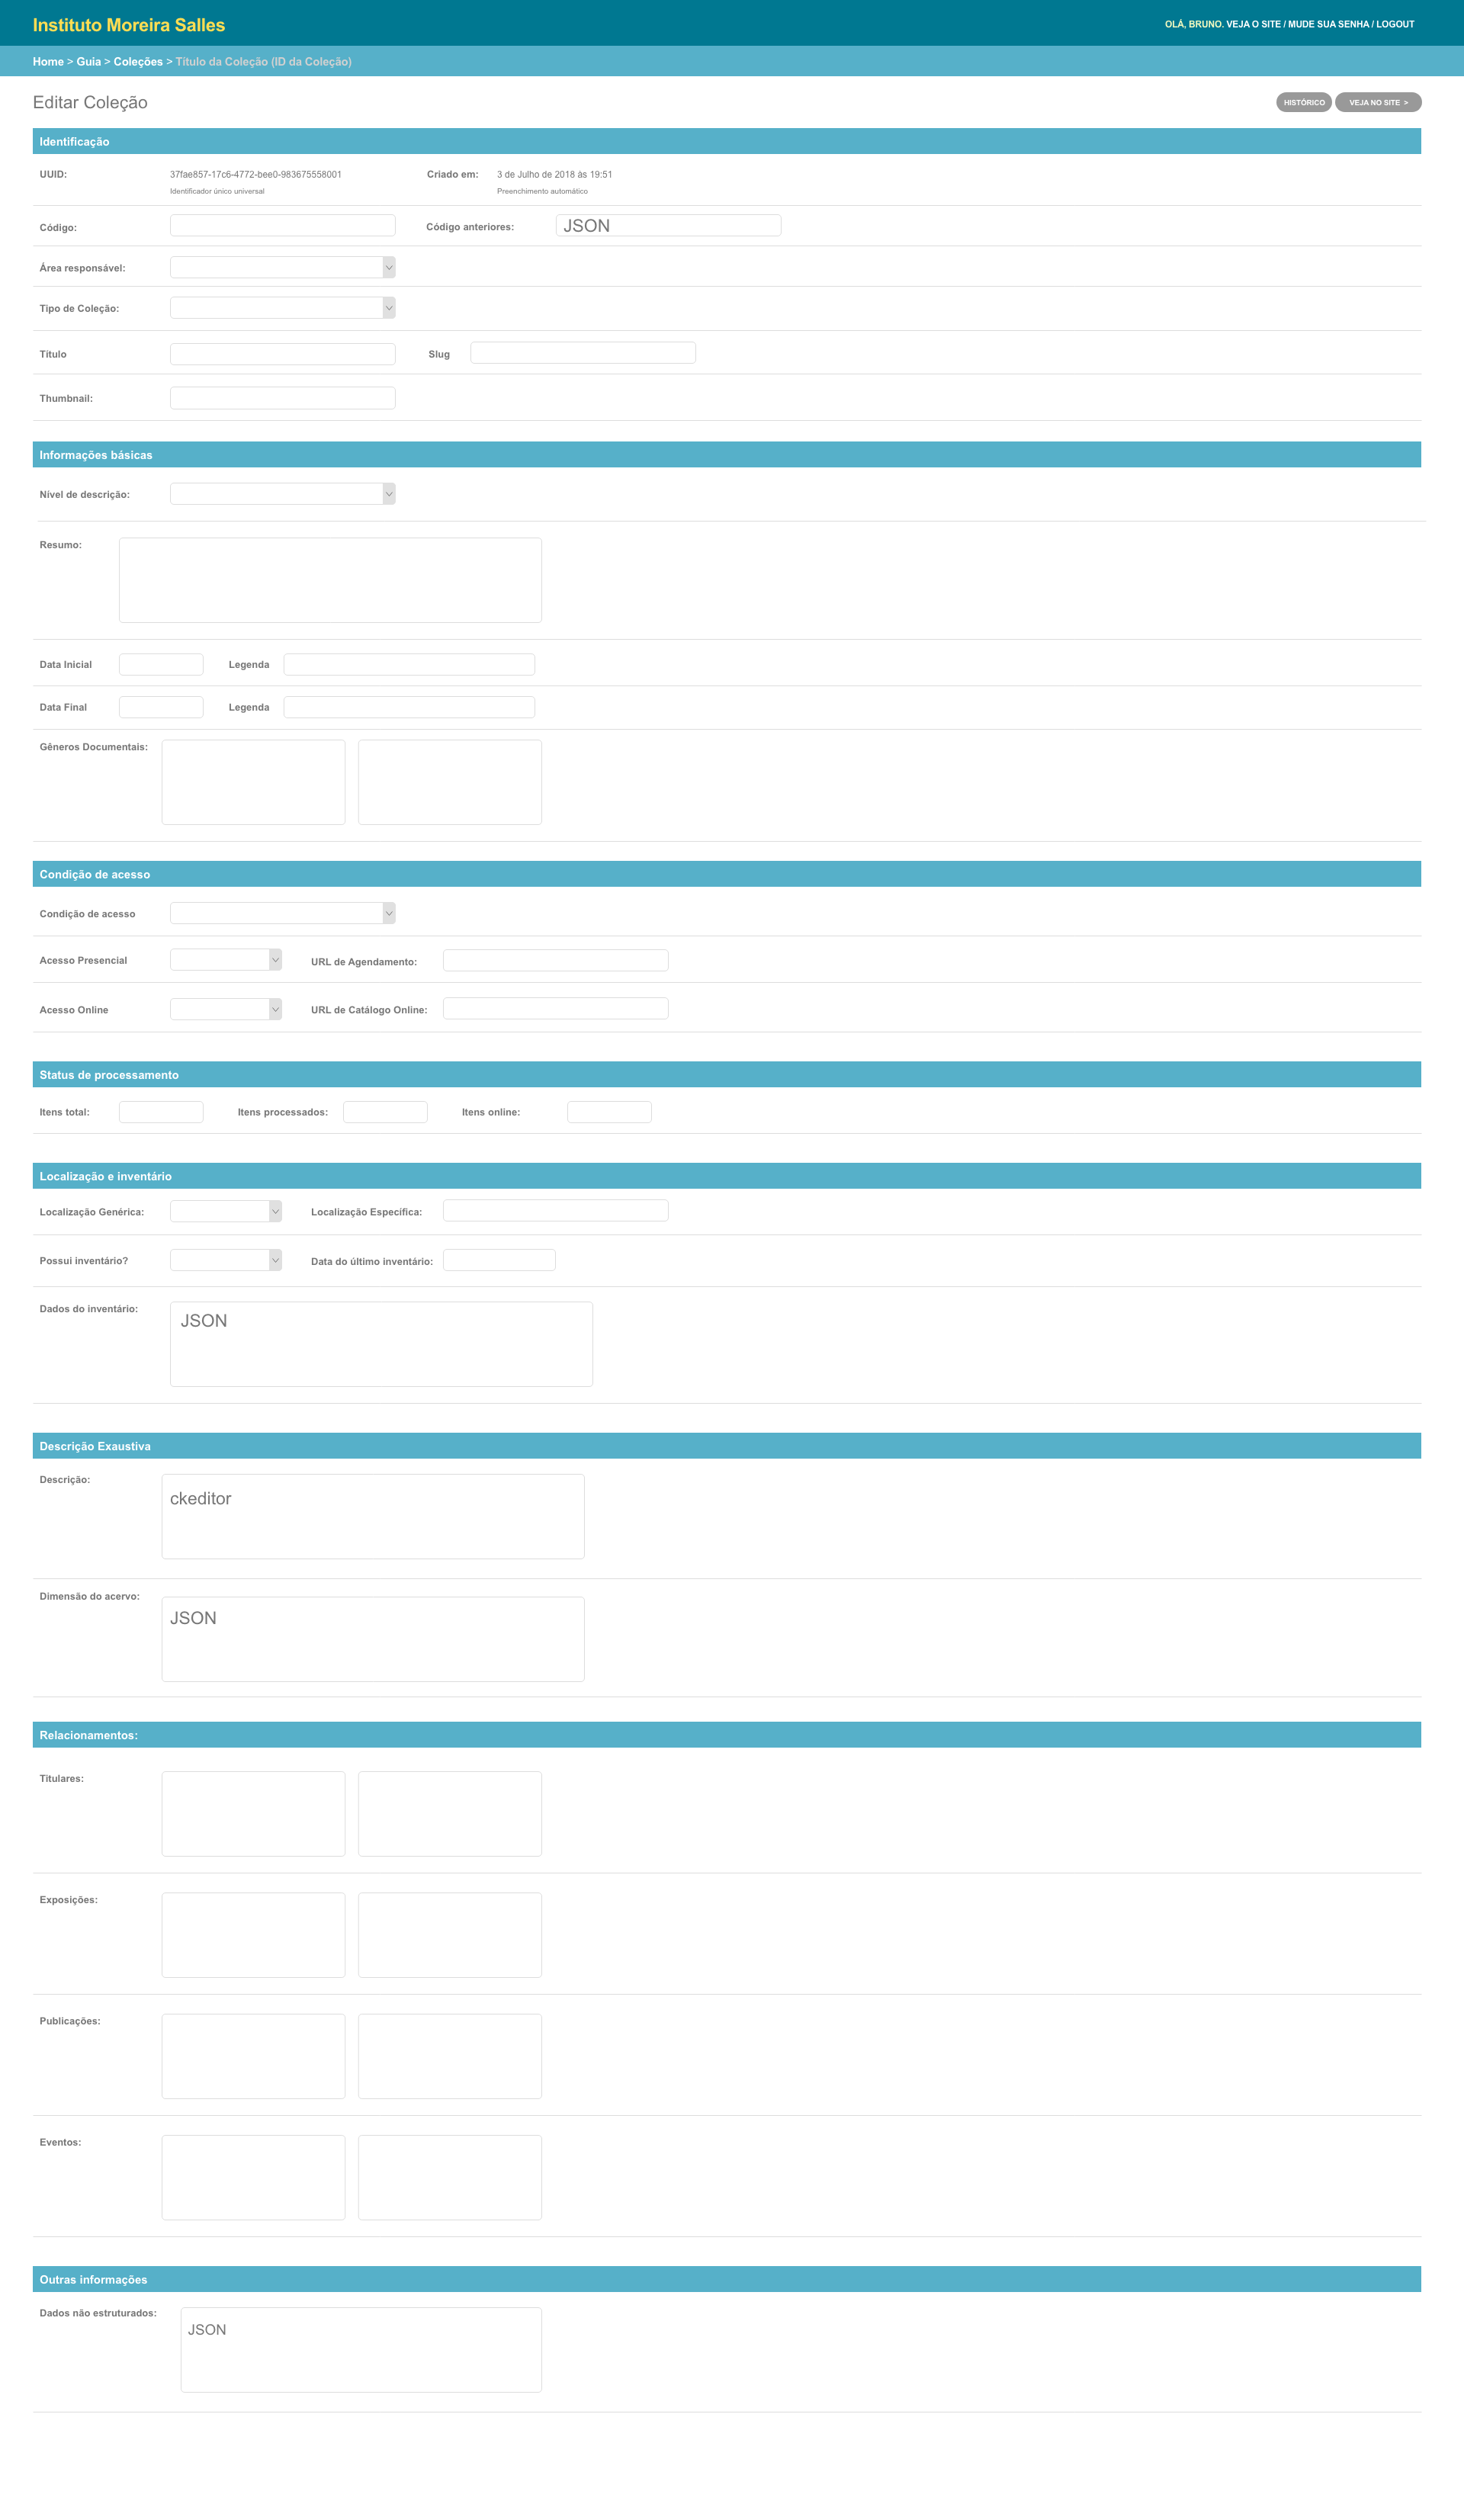 Instituto Moreira Salles
OLÁ, BRUNO. VEJA O SITE / MUDE SUA SENHA / LOGOUT
Home > Guia > Coleções > Título da Coleção (ID da Coleção)
Editar Coleção
HISTÓRICO VEJA NO SITE >
Identificação
UUID: 37fae857-17c6-4772-bee0-983675558001 Criado em: 3 de Julho de 2018 às 19:51
Identificador único universal Preenchimento automático
Código: Código anteriores: JSON
Área responsável:
Tipo de Coleção:
Título Slug
Thumbnail:
Informações básicas
Nível de descrição:
Resumo:
Data Inicial Legenda
Data Final Legenda
Gêneros Documentais:
Condição de acesso
Condição de acesso
Acesso Presencial URL de Agendamento:
Acesso Online URL de Catálogo Online:
Status de processamento
Itens total: Itens processados: Itens online:
Localização e inventário
Localização Genérica: Localização Específica:
Possui inventário? Data do último inventário:
Dados do inventário: JSON
Descrição Exaustiva
Descrição: ckeditor
Dimensão do acervo: JSON
Relacionamentos:
Titulares:
Exposições:
Publicações:
Eventos:
Outras informações
Dados não estruturados: JSON